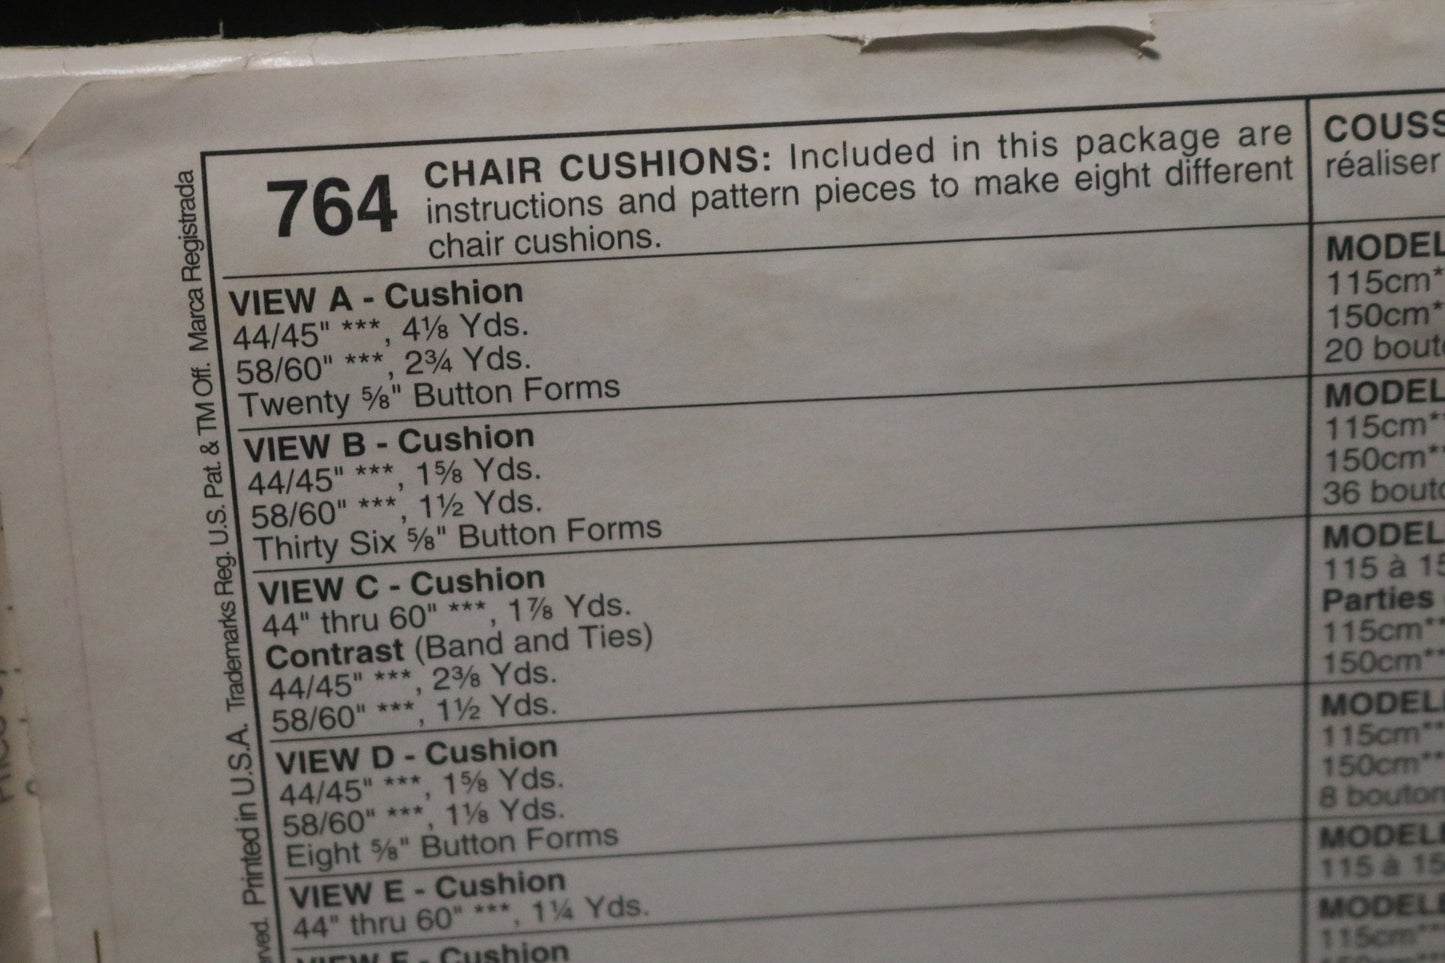 764
CHAIR CUSHIONS: Included in this package are
instructions and pattern pieces to make eight different
chair cushions.
VIEW A - Cushion
44/45" ***, 4⅛ Yds.
58/60" ***, 2¾ Yds.
Twenty ⅝" Button Forms
VIEW B - Cushion
44/45" ***, 1⅝ Yds.
58/60" ***, 1½ Yds.
Thirty Six ⅝" Button Forms
VIEW C - Cushion
44" thru 60" ***, 1⅞ Yds.
Contrast (Band and Ties)
44/45" ***, 2⅜ Yds.
58/60" ***, 1½ Yds.
VIEW D - Cushion
44/45" ***, 1⅝ Yds.
58/60" ***, 1⅛ Yds.
Eight ⅝" Button Forms
VIEW E - Cushion
44" thru 60" ***, 1¼ Yds.
VIEW F - Cushion
COUSS
réaliser
MODEL
115cm*
150cm*
20 bout
MODEL
115cm*
150cm*
36 bout
MODEL
115 à 15
Parties
115cm**
150cm**
MODEL
115cm**
150cm**
8 bouton
MODEL
115 à 15
MODEL
115cm**
Printed in U.S.A. Trademarks Reg. U.S. Pat. & TM Off. Marca Registrada